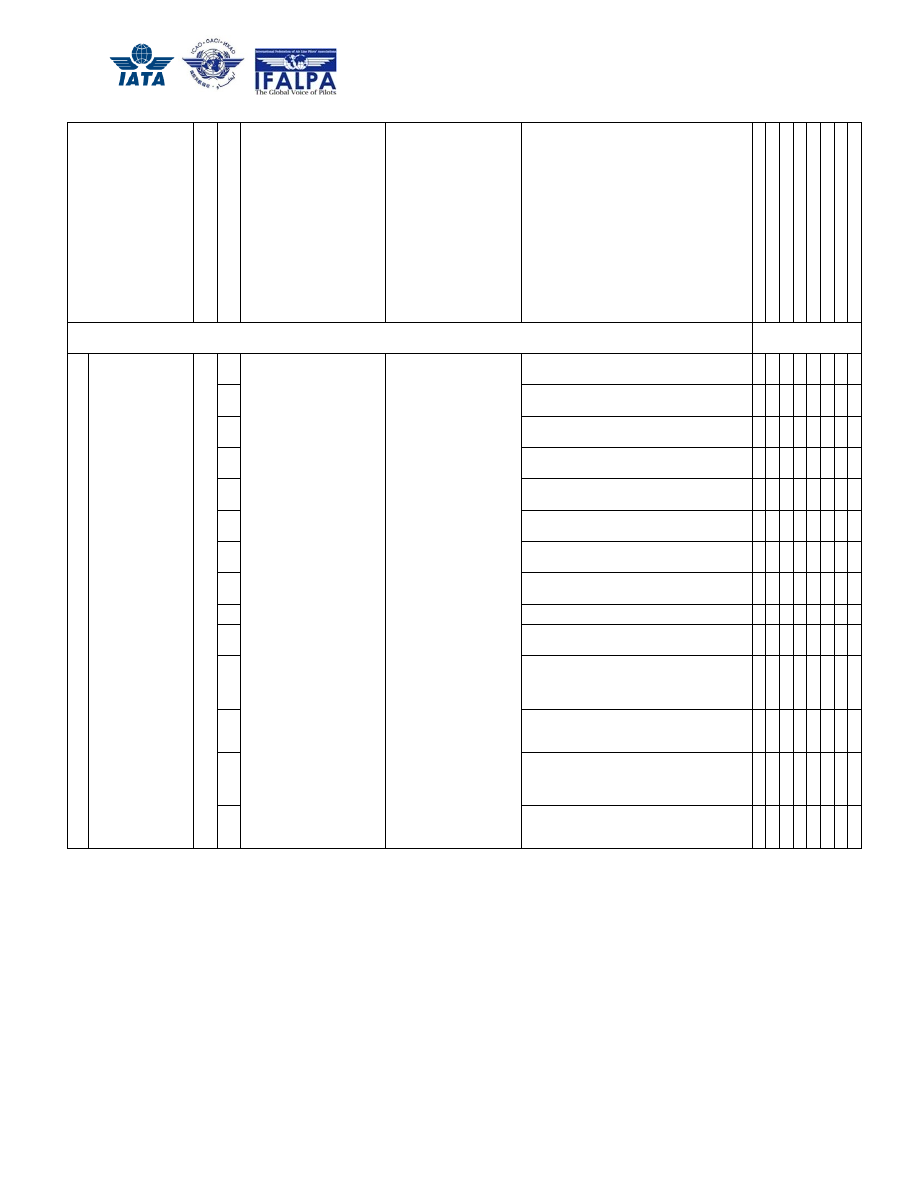 IATA
ICAO · OACI · ИКАО
International Federation of Air Line Pilots' Associations
IFALPA
The Global Voice of Pilots